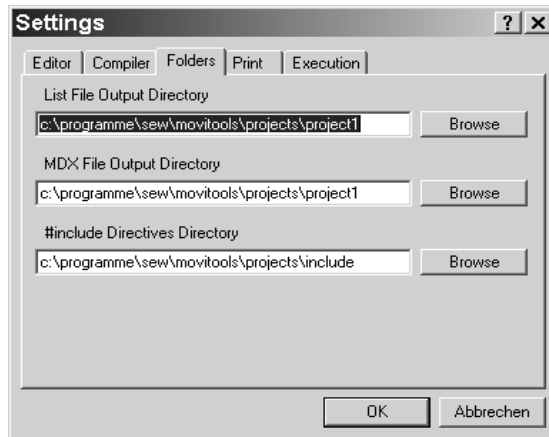 Settings
? ×
Editor Compiler Folders Print Execution
List File Output Directory
c:\programme\sew\movitools\projects\project1 Browse
MDX File Output Directory
c:\programme\sew\movitools\projects\project1 Browse
#include Directives Directory
c:\programme\sew\movitools\projects\include Browse
OK Abbrechen